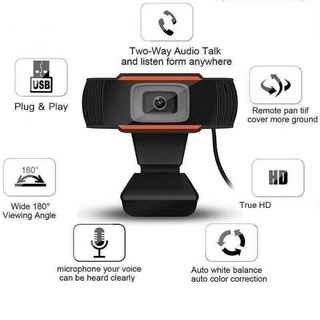 Two-Way Audio Talk
and listen form anywhere
USB
Plug & Play
Remote pan tiif
cover more ground
180°
Wide 180°
Viewing Angle
HD
True HD
microphone your voice
can be heard clearly
Auto white balance
auto color correction